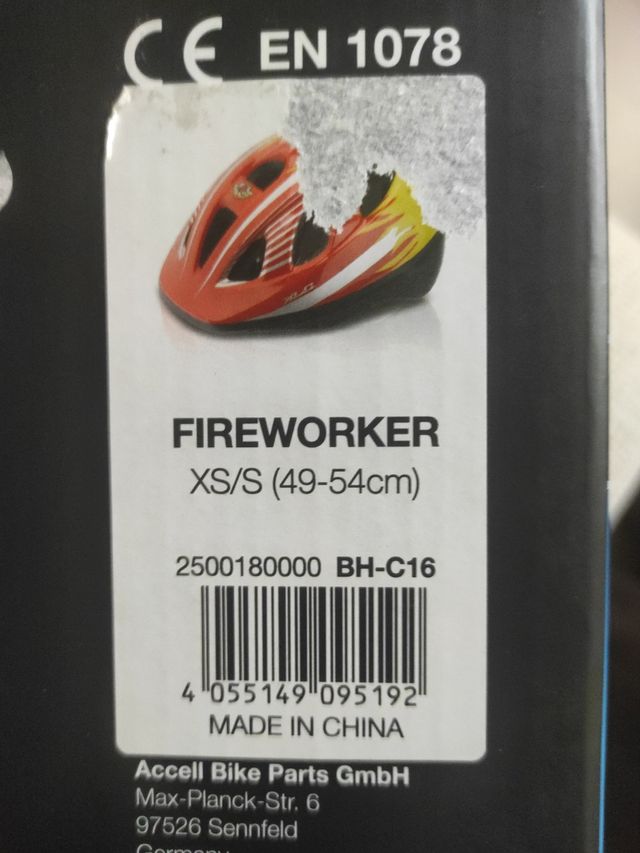 CE EN 1078
FIREWORKER
XS/S (49-54cm)
2500180000 BH-C16
4 055149 095192
MADE IN CHINA
Accell Bike Parts GmbH
Max-Planck-Str. 6
97526 Sennfeld
Germany